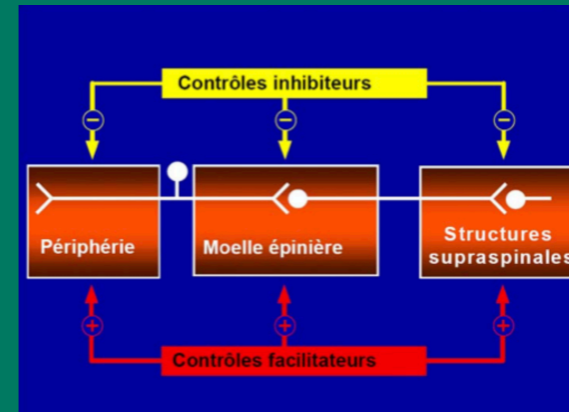 Contrôles inhibiteurs
− − −
Périphérie
Moelle épinière
Structures
supraspinales
+ + +
Contrôles facilitateurs